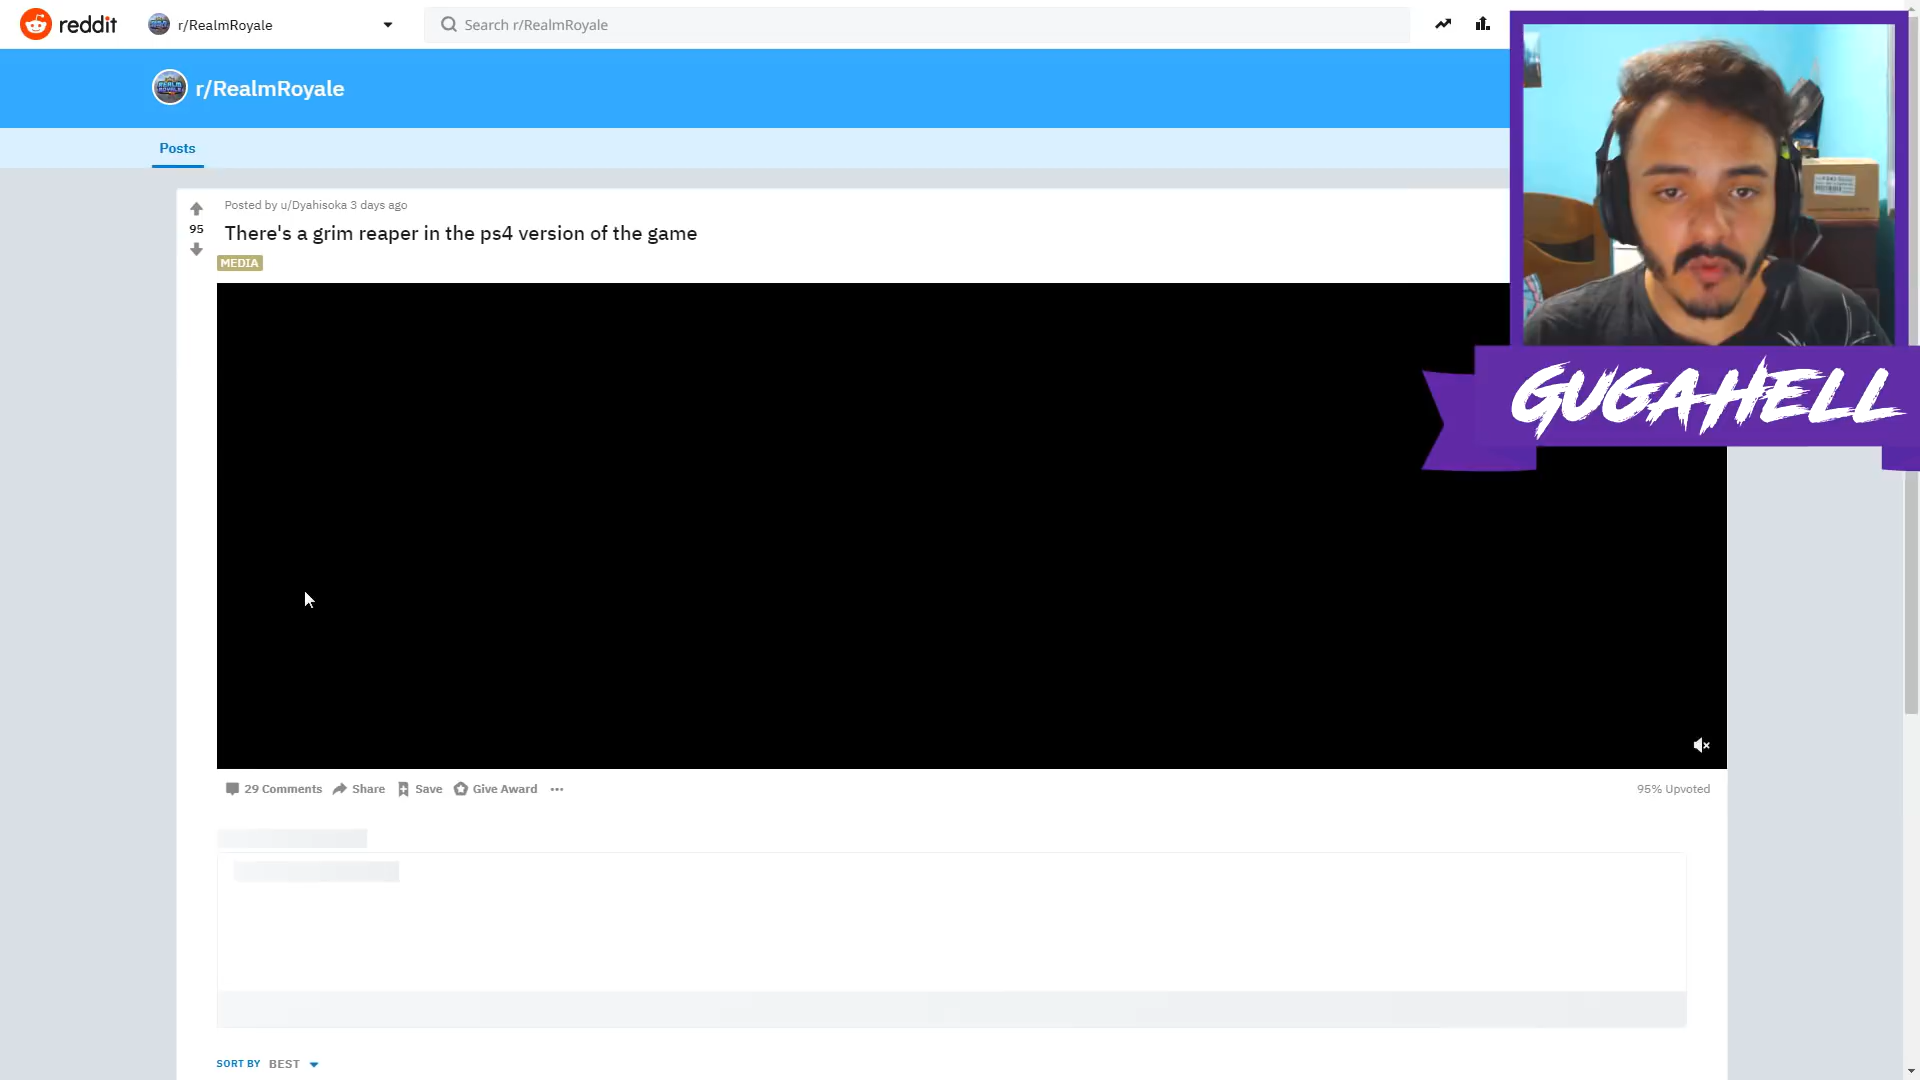 reddit
r/RealmRoyale
Search r/RealmRoyale
r/RealmRoyale
Posts
Posted by u/Dyahisoka 3 days ago
95
There's a grim reaper in the ps4 version of the game
MEDIA
GUGAHELL
29 Comments
Share
Save
Give Award
95% Upvoted
SORT BY BEST